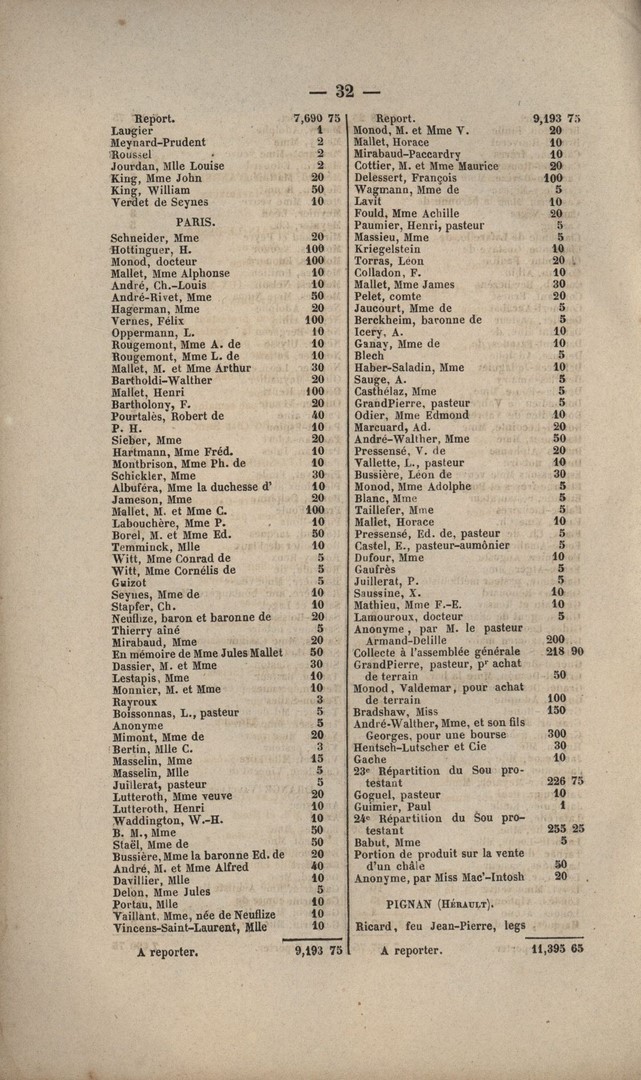 — 32 —
Report. 7,690 75
Laugier 1
Meynard-Prudent 2
Roussel 2
Jourdan, Mlle Louise 2
King, Mme John 20
King, William 50
Verdet de Seynes 10
PARIS.
Schneider, Mme 20
Hottinguer, H. 100
Monod, docteur 100
Mallet, Mme Alphonse 10
André, Ch.-Louis 10
André-Rivet, Mme 50
Hagerman, Mme 20
Vernes, Félix 100
Oppermann, L. 10
Rougemont, Mme A. de 10
Rougemont, Mme L. de 10
Mallet, M. et Mme Arthur 30
Bartholdi-Walther 20
Mallet, Henri 100
Bartholony, F. 20
Pourtalès, Robert de 40
P. H. 10
Sieber, Mme 20
Hartmann, Mme Fréd. 10
Montbrison, Mme Ph. de 10
Schickler, Mme 30
Albuféra, Mme la duchesse d' 10
Jameson, Mme 20
Mallet, M. et Mme C. 100
Labouchère, Mme P. 10
Borel, M. et Mme Ed. 50
Temminck, Mlle 10
Witt, Mme Conrad de 5
Witt, Mme Cornélis de 5
Guizot 5
Seynes, Mme de 10
Stapfer, Ch. 10
Neuflize, baron et baronne de 20
Thierry aîné 5
Mirabaud, Mme 20
En mémoire de Mme Jules Mallet 50
Dassier, M. et Mme 30
Lestapis, Mme 10
Monnier, M. et Mme 10
Rayroux 3
Boissonnas, L., pasteur 5
Anonyme 5
Mimont, Mme de 20
Bertin, Mlle C. 3
Masselin, Mme 15
Masselin, Mlle 5
Juillerat, pasteur 5
Lutteroth, Mme veuve 20
Lutteroth, Henri 10
Waddington, W.-H. 10
B. M., Mme 50
Staël, Mme de 50
Bussière, Mme la baronne Ed. de 20
André, M. et Mme Alfred 40
Davillier, Mlle 10
Delon, Mme Jules 5
Portau, Mlle 10
Vaillant, Mme, née de Neuflize 10
Vincens-Saint-Laurent, Mlle 10
A reporter. 9,193 75
Report. 9,193 75
Monod, M. et Mme V. 20
Mallet, Horace 10
Mirabaud-Paccardry 10
Cottier, M. et Mme Maurice 20
Delessert, François 100
Wagmann, Mme de 5
Lavit 10
Fould, Mme Achille 20
Paumier, Henri, pasteur 5
Massieu, Mme 5
Kriegelstein 10
Torras, Léon 20
Colladon, F. 10
Mallet, Mme James 30
Pelet, comte 20
Jaucourt, Mme de 5
Berckheim, baronne de 5
Icery, A. 10
Ganay, Mme de 10
Blech 5
Haber-Saladin, Mme 10
Sauge, A. 5
Casthélaz, Mme 5
GrandPierre, pasteur 5
Odier, Mme Edmond 10
Marcuard, Ad. 20
André-Walther, Mme 50
Pressensé, V. de 20
Vallette, L., pasteur 10
Bussière, Léon de 30
Monod, Mme Adolphe 5
Blanc, Mme 5
Taillefer, Mme 5
Mallet, Horace 10
Pressensé, Ed. de, pasteur 5
Castel, E., pasteur-aumônier 5
Dufour, Mme 10
Gaufrès 5
Juillerat, P. 5
Saussine, X. 10
Mathieu, Mme F.-E. 10
Lamouroux, docteur 5
Anonyme, par M. le pasteur
Armand-Delille 200
Collecte à l'assemblée générale 218 90
GrandPierre, pasteur, pr achat
de terrain 50
Monod, Valdemar, pour achat
de terrain 100
Bradshaw, Miss 150
André-Walther, Mme, et son fils
Georges, pour une bourse 300
Hentsch-Lutscher et Cie 30
Gache 10
23e Répartition du Sou pro-
testant 226 75
Goguel, pasteur 10
Guimier, Paul 1
24e Répartition du Sou pro-
testant 255 25
Babut, Mme 5
Portion de produit sur la vente
d'un châle 50
Anonyme, par Miss Mac'-Intosh 20
PIGNAN (HÉRAULT).
Ricard, feu Jean-Pierre, legs
A reporter. 11,395 65